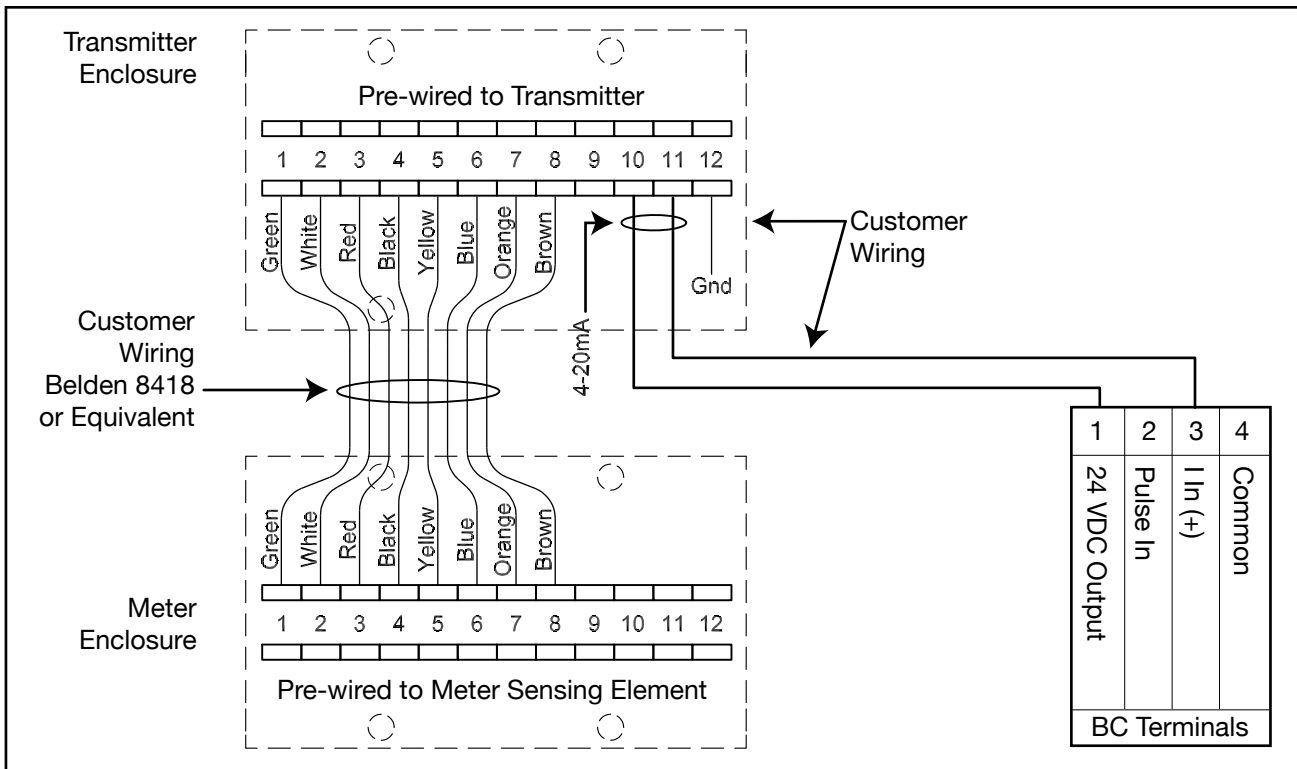 Transmitter
Enclosure
Pre-wired to Transmitter
1 2 3 4 5 6 7 8 9 10 11 12
Green
White
Red
Black
Yellow
Blue
Orange
Brown
4-20mA
Gnd
Customer
Wiring
Customer
Wiring
Belden 8418
or Equivalent
Green
White
Red
Black
Yellow
Blue
Orange
Brown
Meter
Enclosure
1 2 3 4 5 6 7 8 9 10 11 12
Pre-wired to Meter Sensing Element
1 2 3 4
24 VDC Output
Pulse In
I In (+)
Common
BC Terminals